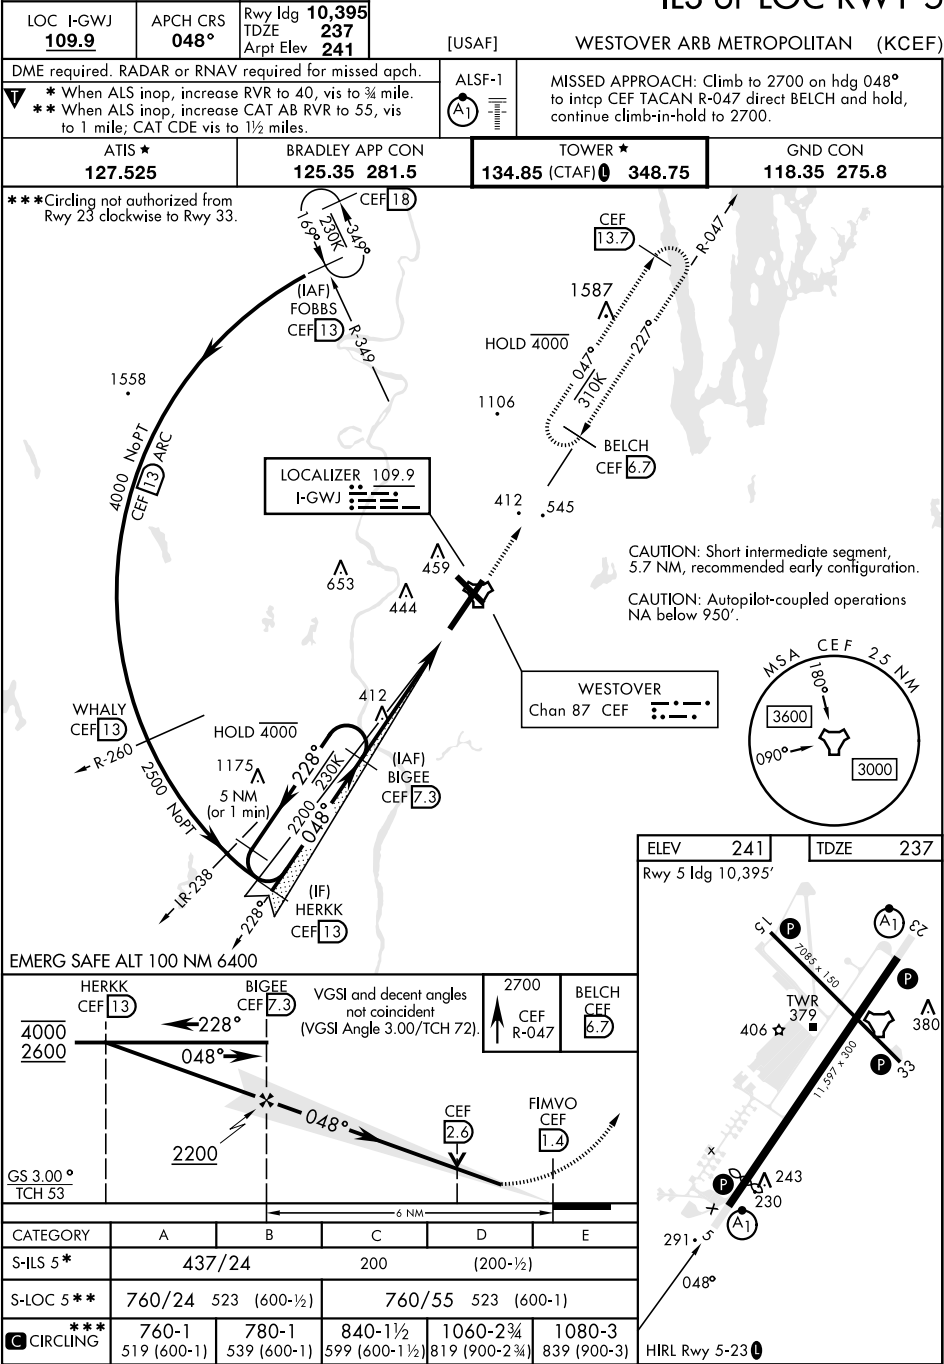 ILS or LOC RWY 5
LOC I-GWJ
109.9
APCH CRS
048°
Rwy ldg 10,395
TDZE 237
Arpt Elev 241
[USAF]
WESTOVER ARB METROPOLITAN (KCEF)
DME required. RADAR or RNAV required for missed apch.
T
* When ALS inop, increase RVR to 40, vis to ¾ mile.
** When ALS inop, increase CAT AB RVR to 55, vis
to 1 mile; CAT CDE vis to 1½ miles.
ALSF-1
A1
MISSED APPROACH: Climb to 2700 on hdg 048°
to intcp CEF TACAN R-047 direct BELCH and hold,
continue climb-in-hold to 2700.
ATIS ★
127.525
BRADLEY APP CON
125.35 281.5
TOWER ★
134.85 (CTAF) L 348.75
GND CON
118.35 275.8
***Circling not authorized from
Rwy 23 clockwise to Rwy 33.
CEF 18
169°
230K
349°
(IAF)
FOBBS
CEF 13
R-349
CEF
13.7
R-047
1587
HOLD 4000
047°
310K
227°
1558
1106
4000 NoPT
CEF 13 ARC
BELCH
CEF 6.7
LOCALIZER 109.9
I-GWJ
412
545
653
459
444
CAUTION: Short intermediate segment,
5.7 NM, recommended early configuration.
CAUTION: Autopilot-coupled operations
NA below 950'.
WESTOVER
Chan 87 CEF
MSA CEF 25 NM
180°
3600
090°
3000
412
WHALY
CEF 13
R-260
HOLD 4000
228°
230K
1175
5 NM
(or 1 min)
2200
048°
(IAF)
BIGEE
CEF 7.3
2500 NoPT
LR-238
228°
(IF)
HERKK
CEF 13
EMERG SAFE ALT 100 NM 6400
ELEV 241
TDZE 237
Rwy 5 ldg 10,395'
15
P
A1
23
7085 x 150
P
TWR
379
406
380
P
33
11,597 x 300
P
243
230
A1
5
291
048°
HIRL Rwy 5-23 L
HERKK
CEF 13
BIGEE
CEF 7.3
VGSI and decent angles
not coincident
(VGSI Angle 3.00/TCH 72).
2700
CEF
R-047
BELCH
CEF
6.7
4000
2600
228°
048°
048°
2200
CEF
2.6
FIMVO
CEF
1.4
GS 3.00°
TCH 53
6 NM
CATEGORY A B C D E
S-ILS 5* 437/24 200 (200-½)
S-LOC 5** 760/24 523 (600-½) 760/55 523 (600-1)
C CIRCLING *** 760-1 780-1 840-1½ 1060-2¾ 1080-3
519 (600-1) 539 (600-1) 599 (600-1½) 819 (900-2¾) 839 (900-3)